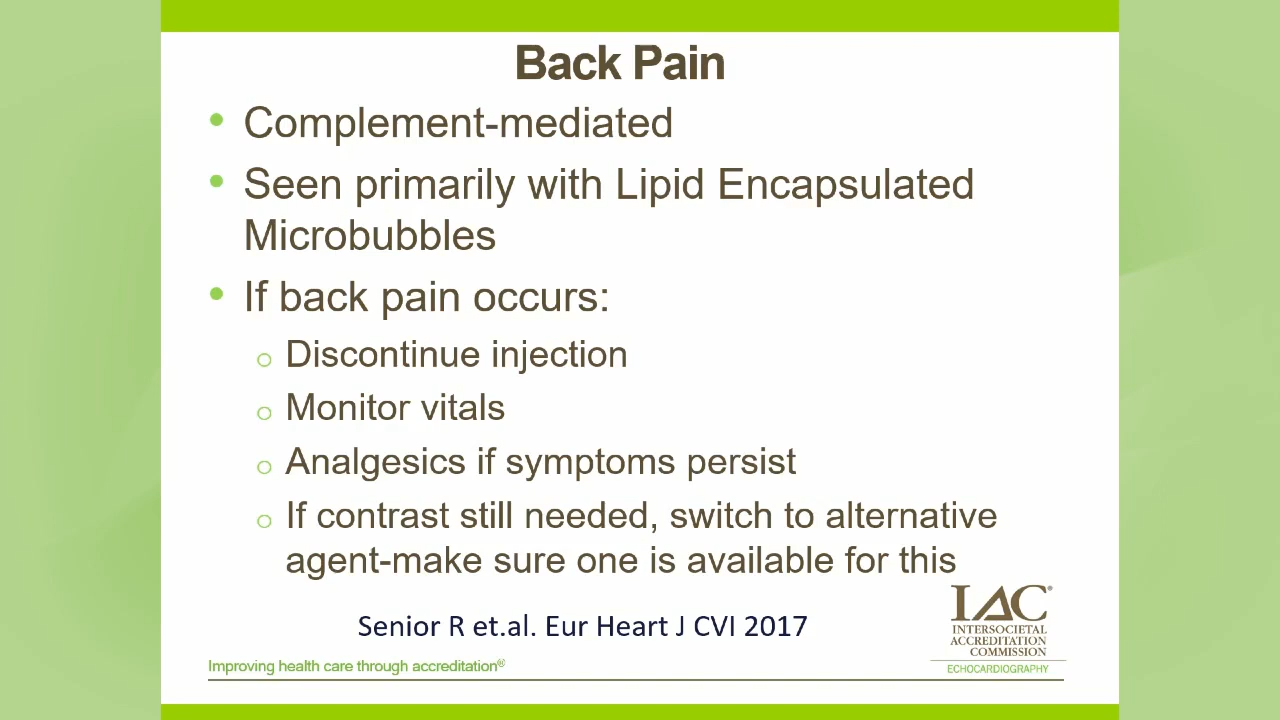 Back Pain
• Complement-mediated
• Seen primarily with Lipid Encapsulated
Microbubbles
• If back pain occurs:
o Discontinue injection
o Monitor vitals
o Analgesics if symptoms persist
o If contrast still needed, switch to alternative
agent-make sure one is available for this
Senior R et.al. Eur Heart J CVI 2017
IAC®
INTERSOCIETAL
ACCREDITATION
COMMISSION
ECHOCARDIOGRAPHY
Improving health care through accreditation®